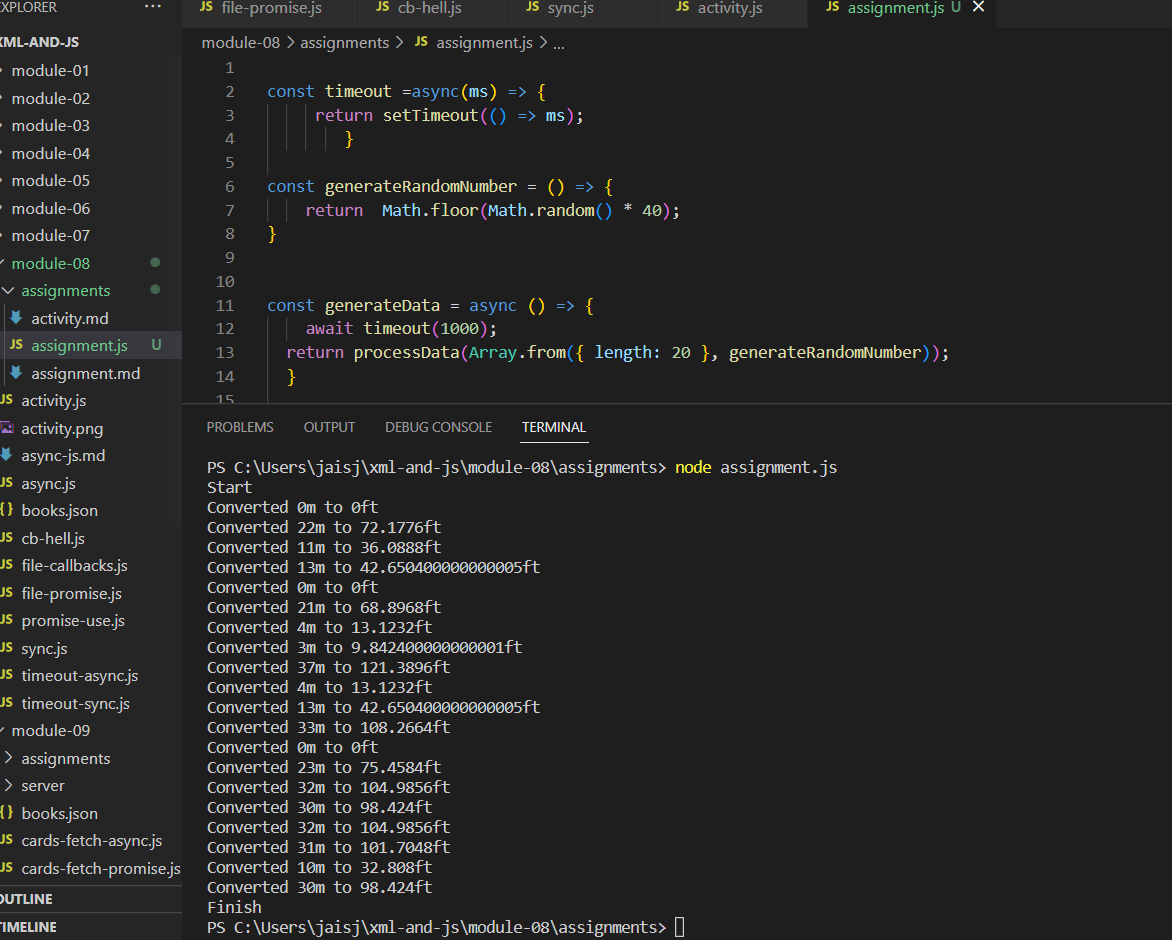 EXPLORER ...
XML-AND-JS
module-01
module-02
module-03
module-04
module-05
module-06
module-07
module-08
assignments
activity.md
JS assignment.js U
assignment.md
JS activity.js
activity.png
async-js.md
JS async.js
{} books.json
JS cb-hell.js
JS file-callbacks.js
JS file-promise.js
JS promise-use.js
JS sync.js
JS timeout-async.js
JS timeout-sync.js
module-09
assignments
server
{} books.json
JS cards-fetch-async.js
JS cards-fetch-promise.js
OUTLINE
TIMELINE
JS file-promise.js JS cb-hell.js JS sync.js JS activity.js JS assignment.js U ×
module-08 > assignments > JS assignment.js > ...
1
2 const timeout =async(ms) => {
3 return setTimeout(() => ms);
4 }
5
6 const generateRandomNumber = () => {
7 return  Math.floor(Math.random() * 40);
8 }
9
10
11 const generateData = async () => {
12 await timeout(1000);
13 return processData(Array.from({ length: 20 }, generateRandomNumber));
14 }
15
PROBLEMS OUTPUT DEBUG CONSOLE TERMINAL
PS C:\Users\jaisj\xml-and-js\module-08\assignments> node assignment.js
Start
Converted 0m to 0ft
Converted 22m to 72.1776ft
Converted 11m to 36.0888ft
Converted 13m to 42.650400000000005ft
Converted 0m to 0ft
Converted 21m to 68.8968ft
Converted 4m to 13.1232ft
Converted 3m to 9.842400000000001ft
Converted 37m to 121.3896ft
Converted 4m to 13.1232ft
Converted 13m to 42.650400000000005ft
Converted 33m to 108.2664ft
Converted 0m to 0ft
Converted 23m to 75.4584ft
Converted 32m to 104.9856ft
Converted 30m to 98.424ft
Converted 32m to 104.9856ft
Converted 31m to 101.7048ft
Converted 10m to 32.808ft
Converted 30m to 98.424ft
Finish
PS C:\Users\jaisj\xml-and-js\module-08\assignments>